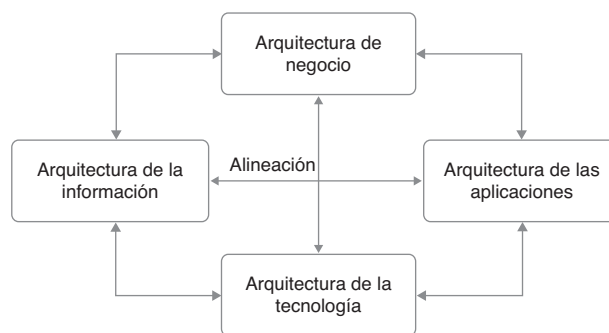 Arquitectura de
negocio
Arquitectura de la
información
Alineación
Arquitectura de las
aplicaciones
Arquitectura de la
tecnología